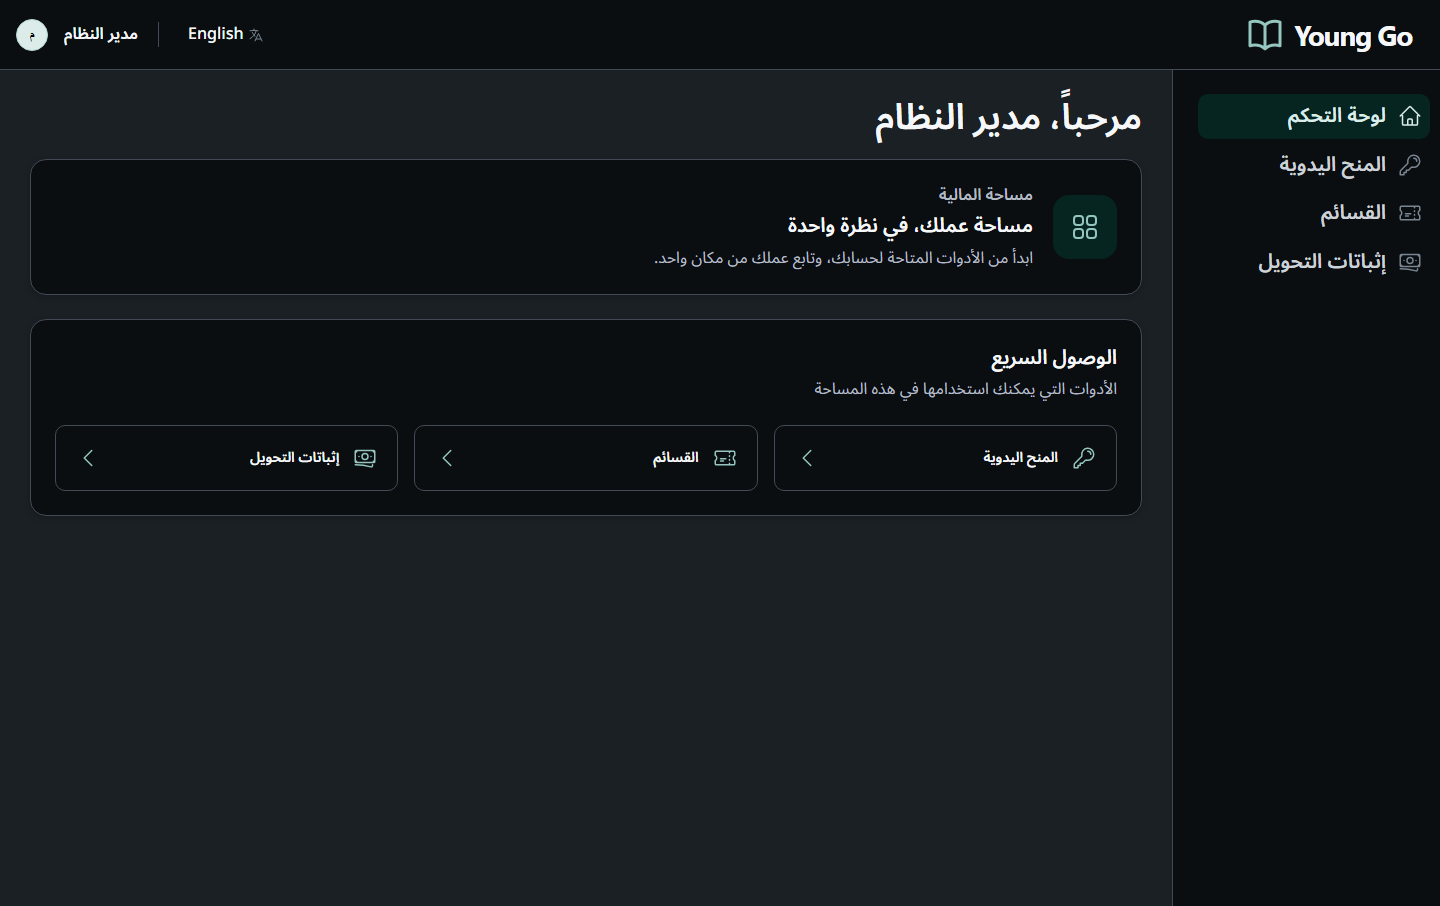 Young Go
English
مدير النظام
م
لوحة التحكم
المنح اليدوية
القسائم
إثباتات التحويل
مرحباً، مدير النظام
مساحة المالية
مساحة عملك، في نظرة واحدة
ابدأ من الأدوات المتاحة لحسابك، وتابع عملك من مكان واحد.
الوصول السريع
الأدوات التي يمكنك استخدامها في هذه المساحة
المنح اليدوية
القسائم
إثباتات التحويل